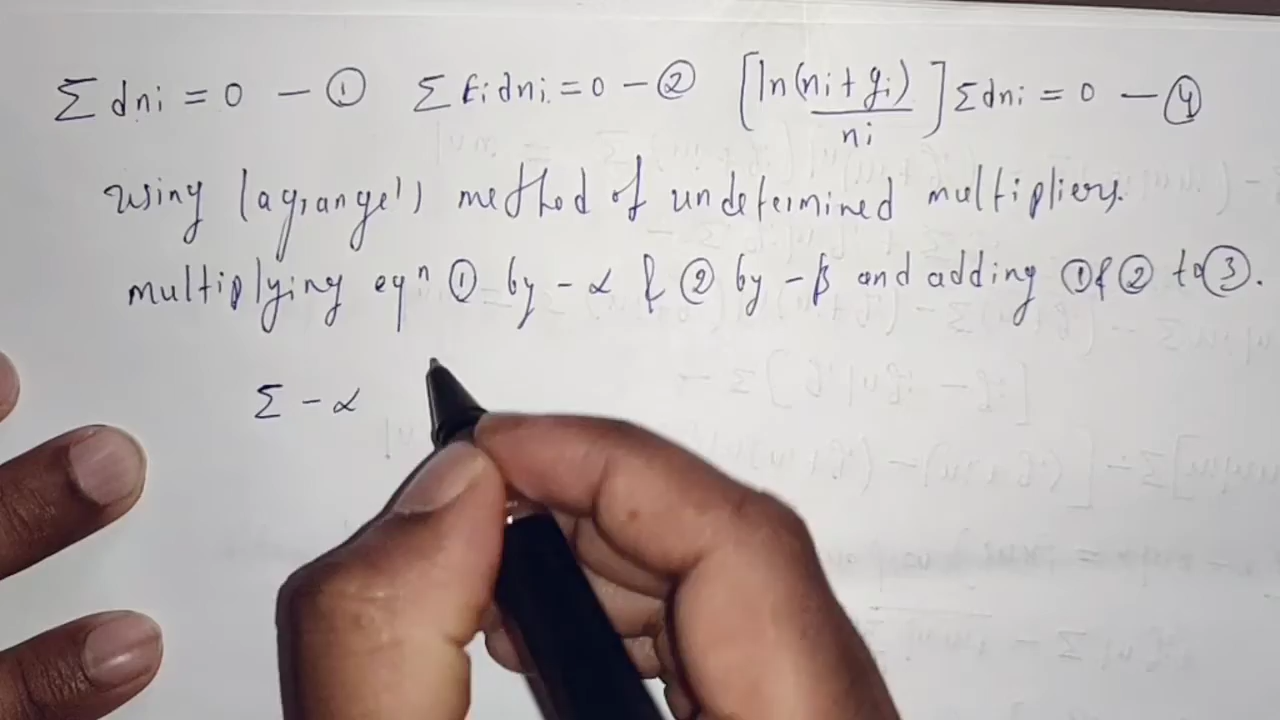 Σ dni = 0 — ① Σ Ei dni = 0 — ② [ln (ni + gi)/ni] Σ dni = 0 — ④
using lagrange's method of undetermined multipliers.
multiplying eqⁿ ① by - α & ② by - β and adding ① & ② to ③.
Σ - α